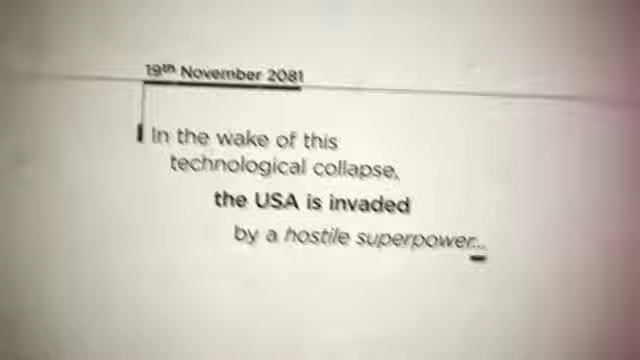 19th November 2081
In the wake of this
technological collapse,
the USA is invaded
by a hostile superpower...